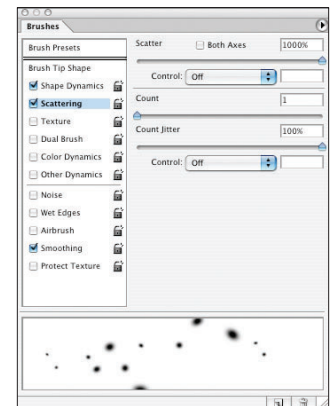 Brushes
Brush Presets
Brush Tip Shape
Shape Dynamics
Scattering
Texture
Dual Brush
Color Dynamics
Other Dynamics
Noise
Wet Edges
Airbrush
Smoothing
Protect Texture
Scatter Both Axes 1000%
Control: Off
Count 1
Count Jitter 100%
Control: Off